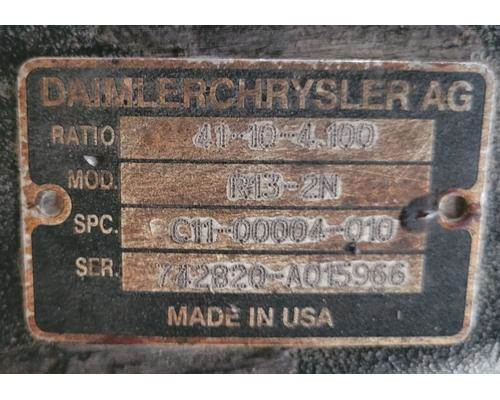 DAIMLERCHRYSLER AG
RATIO 41-10-4.100
MOD. R13-2N
SPC. C11-00004-010
SER. 742820-A015966
MADE IN USA